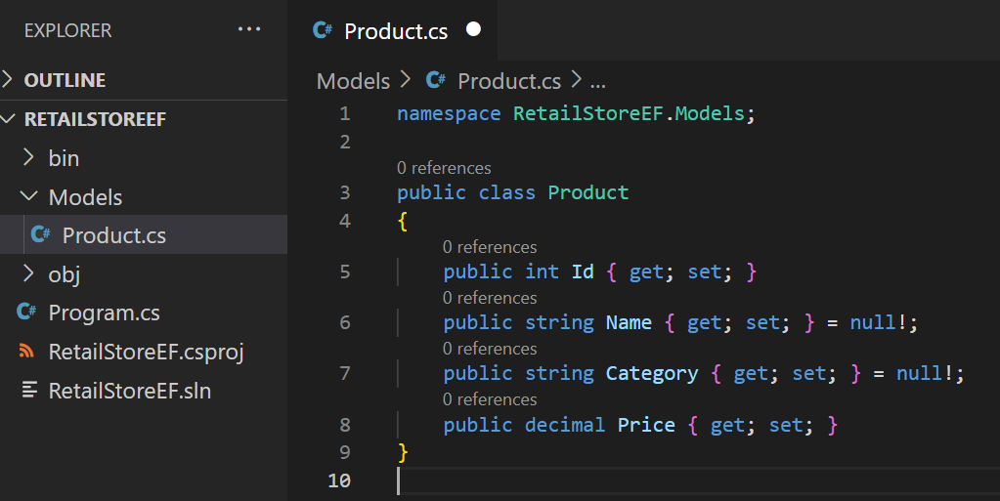 EXPLORER ...
OUTLINE
RETAILSTOREEF
bin
Models
C# Product.cs
obj
C# Program.cs
RetailStoreEF.csproj
RetailStoreEF.sln
C# Product.cs
Models > C# Product.cs > ...
1 namespace RetailStoreEF.Models;
2
0 references
3 public class Product
4 {
0 references
5 public int Id { get; set; }
0 references
6 public string Name { get; set; } = null!;
0 references
7 public string Category { get; set; } = null!;
0 references
8 public decimal Price { get; set; }
9 }
10